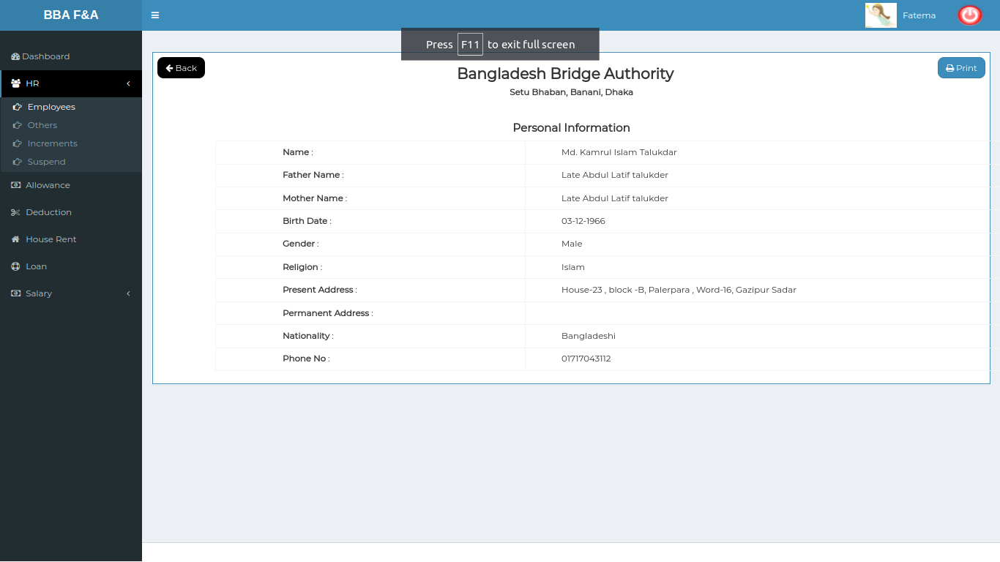 BBA F&A
Fatema
Press F11 to exit full screen
Dashboard
HR
Employees
Others
Increments
Suspend
Allowance
Deduction
House Rent
Loan
Salary
Back
Print
Bangladesh Bridge Authority
Setu Bhaban, Banani, Dhaka
Personal Information
Name : Md. Kamrul Islam Talukdar
Father Name : Late Abdul Latif talukder
Mother Name : Late Abdul Latif talukder
Birth Date : 03-12-1966
Gender : Male
Religion : Islam
Present Address : House-23 , block -B, Palerpara , Word-16, Gazipur Sadar
Permanent Address :
Nationality : Bangladeshi
Phone No : 01717043112